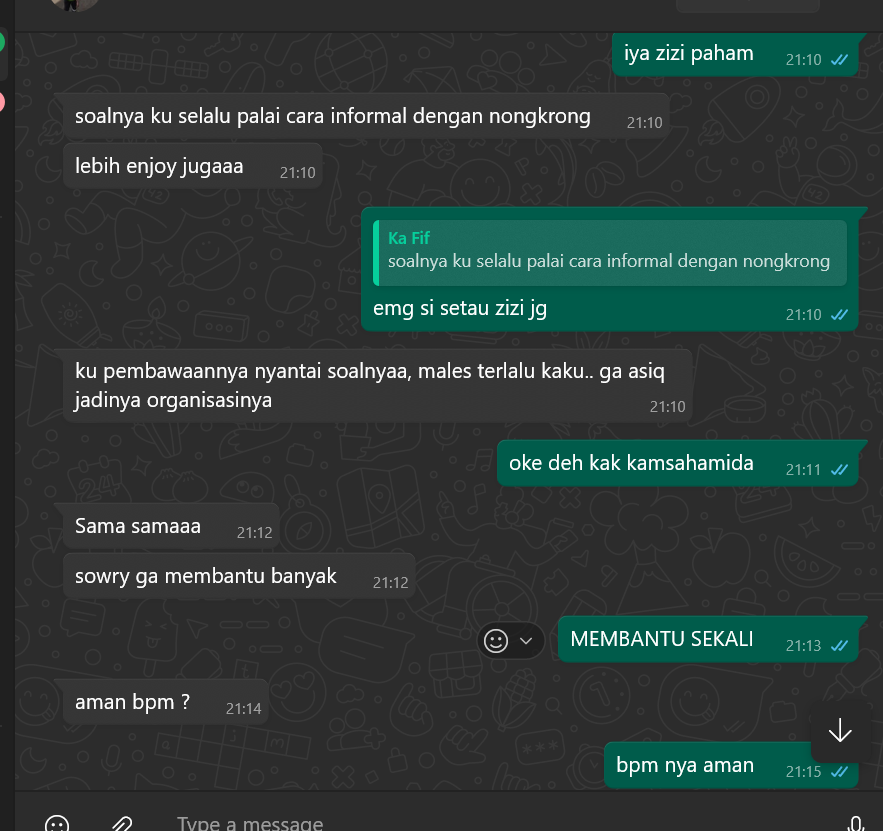 iya zizi paham
21:10
soalnya ku selalu palai cara informal dengan nongkrong
21:10
lebih enjoy jugaaa
21:10
Ka Fif
soalnya ku selalu palai cara informal dengan nongkrong
emg si setau zizi jg
21:10
ku pembawaannya nyantai soalnyaa, males terlalu kaku.. ga asiq
jadinya organisasinya
21:10
oke deh kak kamsahamida
21:11
Sama samaaa
21:12
sowry ga membantu banyak
21:12
MEMBANTU SEKALI
21:13
aman bpm ?
21:14
bpm nya aman
21:15
Type a message